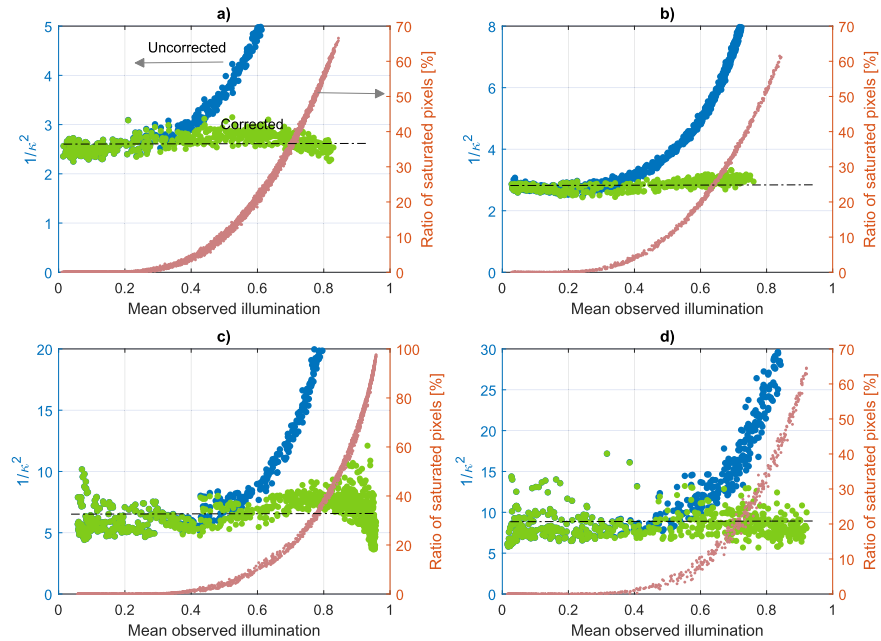 a)
5
4
3
2
1
0
1/κ²
Uncorrected
Corrected
70
60
50
40
30
20
10
0
Ratio of saturated pixels [%]
0 0.2 0.4 0.6 0.8 1
Mean observed illumination
b)
8
6
4
2
0
1/κ²
70
60
50
40
30
20
10
0
Ratio of saturated pixels [%]
0 0.2 0.4 0.6 0.8 1
Mean observed illumination
c)
20
15
10
5
0
1/κ²
100
80
60
40
20
0
Ratio of saturated pixels [%]
0 0.2 0.4 0.6 0.8 1
Mean observed illumination
d)
30
25
20
15
10
5
0
1/κ²
70
60
50
40
30
20
10
0
Ratio of saturated pixels [%]
0 0.2 0.4 0.6 0.8 1
Mean observed illumination